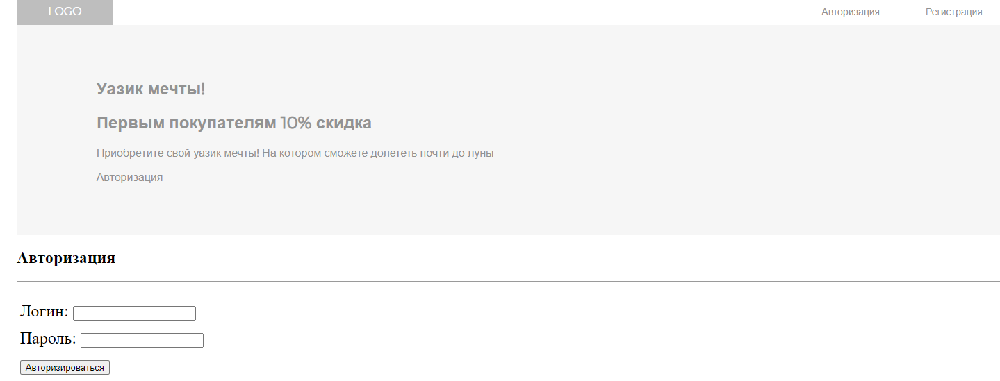 LOGO Авторизация Регистрация
Уазик мечты!
Первым покупателям 10% скидка
Приобретите свой уазик мечты! На котором сможете долететь почти до луны
Авторизация
Авторизация
Логин:
Пароль:
Авторизироваться